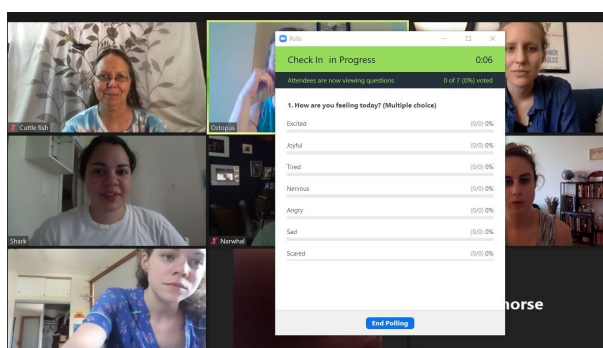 Polls
Check In in Progress 0:06
Attendees are now viewing questions 0 of 7 (0%) voted
1. How are you feeling today? (Multiple choice)
Excited (0/0) 0%
Joyful (0/0) 0%
Tired (0/0) 0%
Nervous (0/0) 0%
Angry (0/0) 0%
Sad (0/0) 0%
Scared (0/0) 0%
End Polling
Cuttle fish
Octopus
Shark
Narwhal
horse